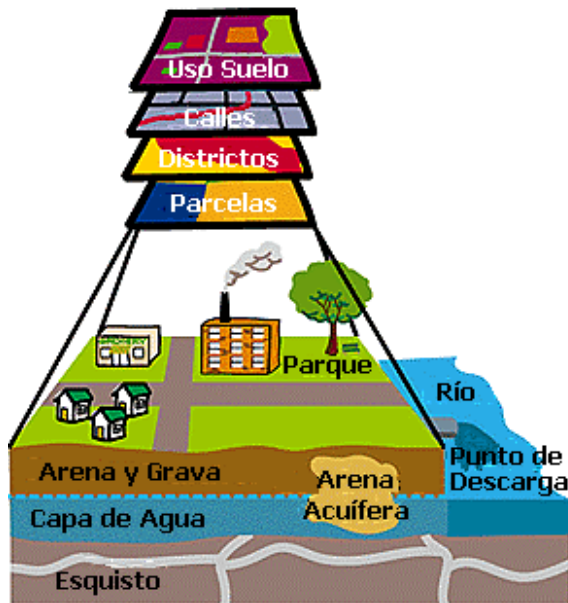 Uso Suelo
Calles
Districtos
Parcelas
Parque
Río
Punto de
Descarga
Arena y Grava
Arena
Acuífera
Capa de Agua
Esquisto